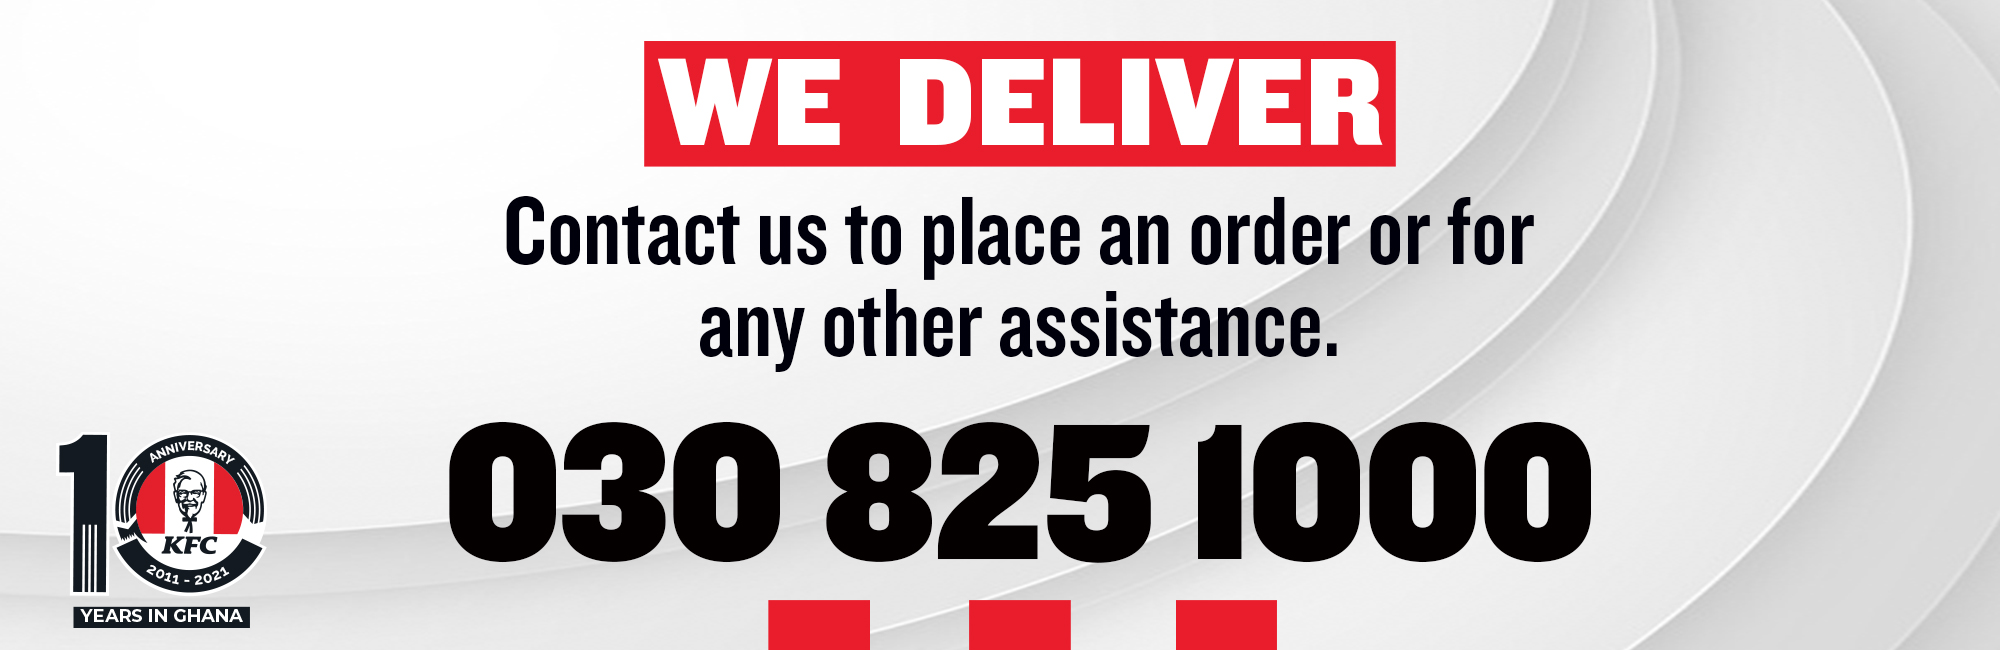 WE DELIVER
Contact us to place an order or for
any other assistance.
030 825 1000
10
ANNIVERSARY
KFC
2011 - 2021
YEARS IN GHANA